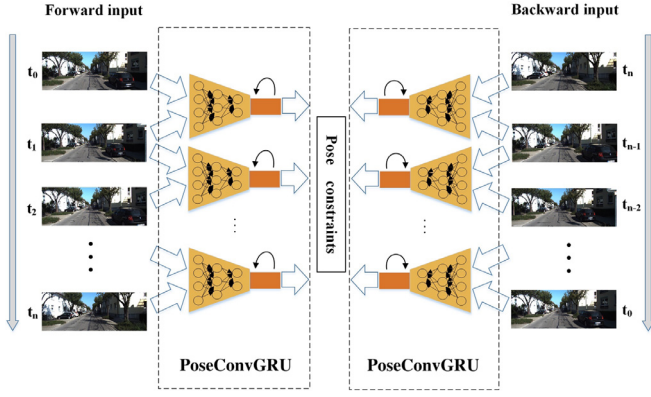 Forward input
Backward input
t0
t1
t2
tn
Pose constraints
tn
tn-1
tn-2
t0
PoseConvGRU
PoseConvGRU